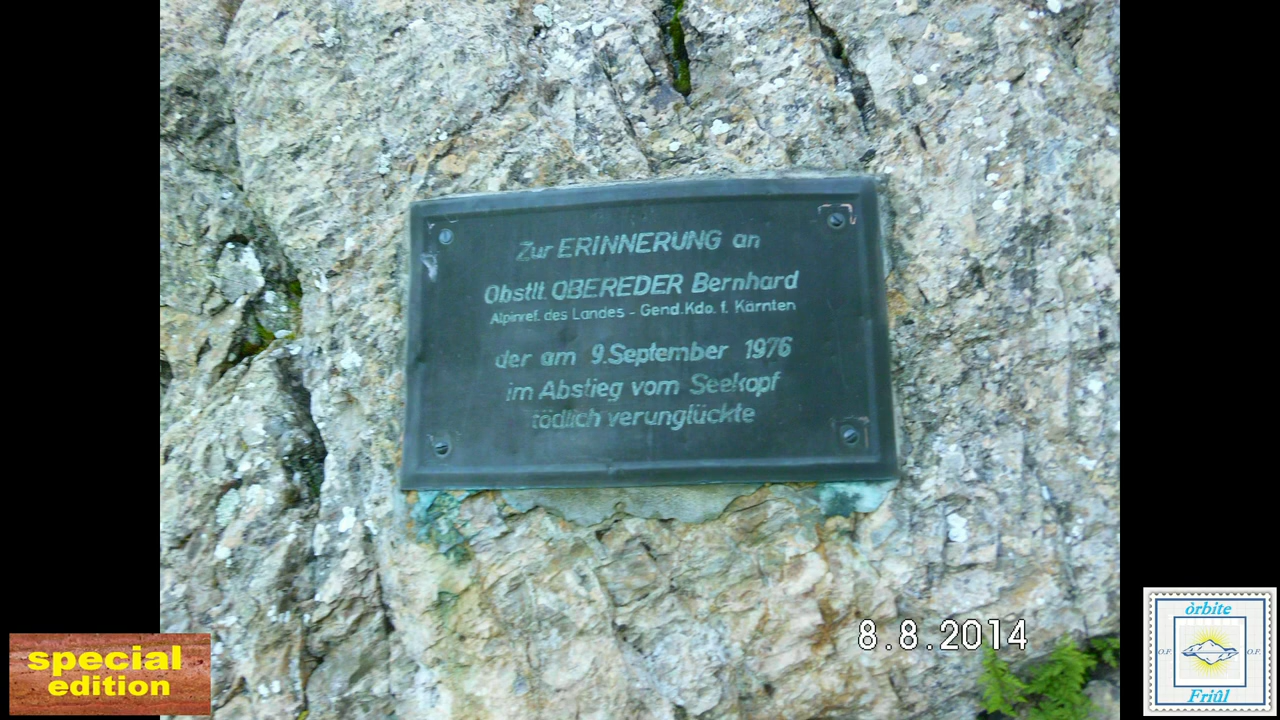 Zur ERINNERUNG an
Obstlt. OBEREDER Bernhard
Alpinref. des Landes - Gend.Kdo. f. Kärnten
der am 9.September 1976
im Abstieg vom Seekopf
tödlich verunglückte
8.8.2014
special
edition
òrbite
O.F. O.F.
Friûl